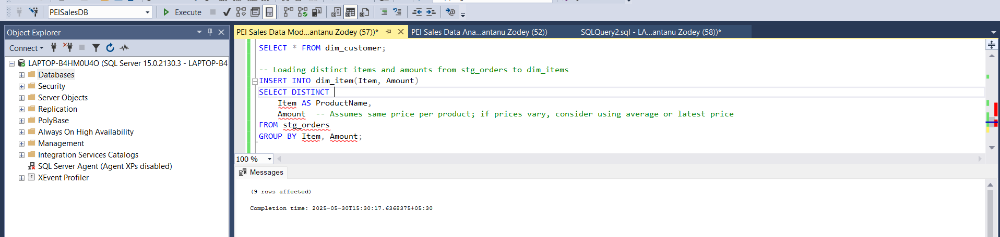 PEISalesDB
Execute
Object Explorer
Connect
LAPTOP-B4HM0U4O (SQL Server 15.0.2130.3 - LAPTOP-B4
Databases
Security
Server Objects
Replication
PolyBase
Always On High Availability
Management
Integration Services Catalogs
SQL Server Agent (Agent XPs disabled)
XEvent Profiler
PEI Sales Data Mod...antanu Zodey (57))*
PEI Sales Data Ana...antanu Zodey (52))
SQLQuery2.sql - LA...antanu Zodey (58))*
SELECT * FROM dim_customer;
-- Loading distinct items and amounts from stg_orders to dim_items
INSERT INTO dim_item(Item, Amount)
SELECT DISTINCT
Item AS ProductName,
Amount -- Assumes same price per product; if prices vary, consider using average or latest price
FROM stg_orders
GROUP BY Item, Amount;
100 %
Messages
(9 rows affected)
Completion time: 2025-05-30T15:30:17.6368375+05:30